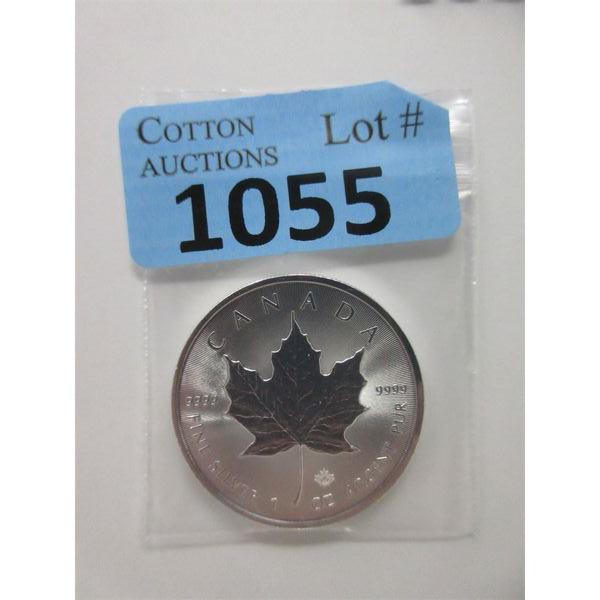 COTTON Lot #
AUCTIONS
1055
CANADA
9999 9999
FINE SILVER 1 OZ ARGENT PUR